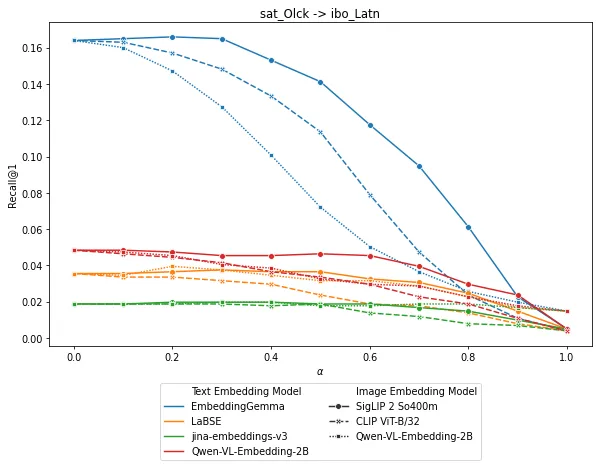 sat_Olck -> ibo_Latn
Recall@1
0.16
0.14
0.12
0.10
0.08
0.06
0.04
0.02
0.00
0.0 0.2 0.4 0.6 0.8 1.0
α
Text Embedding Model Image Embedding Model
EmbeddingGemma SigLIP 2 So400m
LaBSE CLIP ViT-B/32
jina-embeddings-v3 Qwen-VL-Embedding-2B
Qwen-VL-Embedding-2B